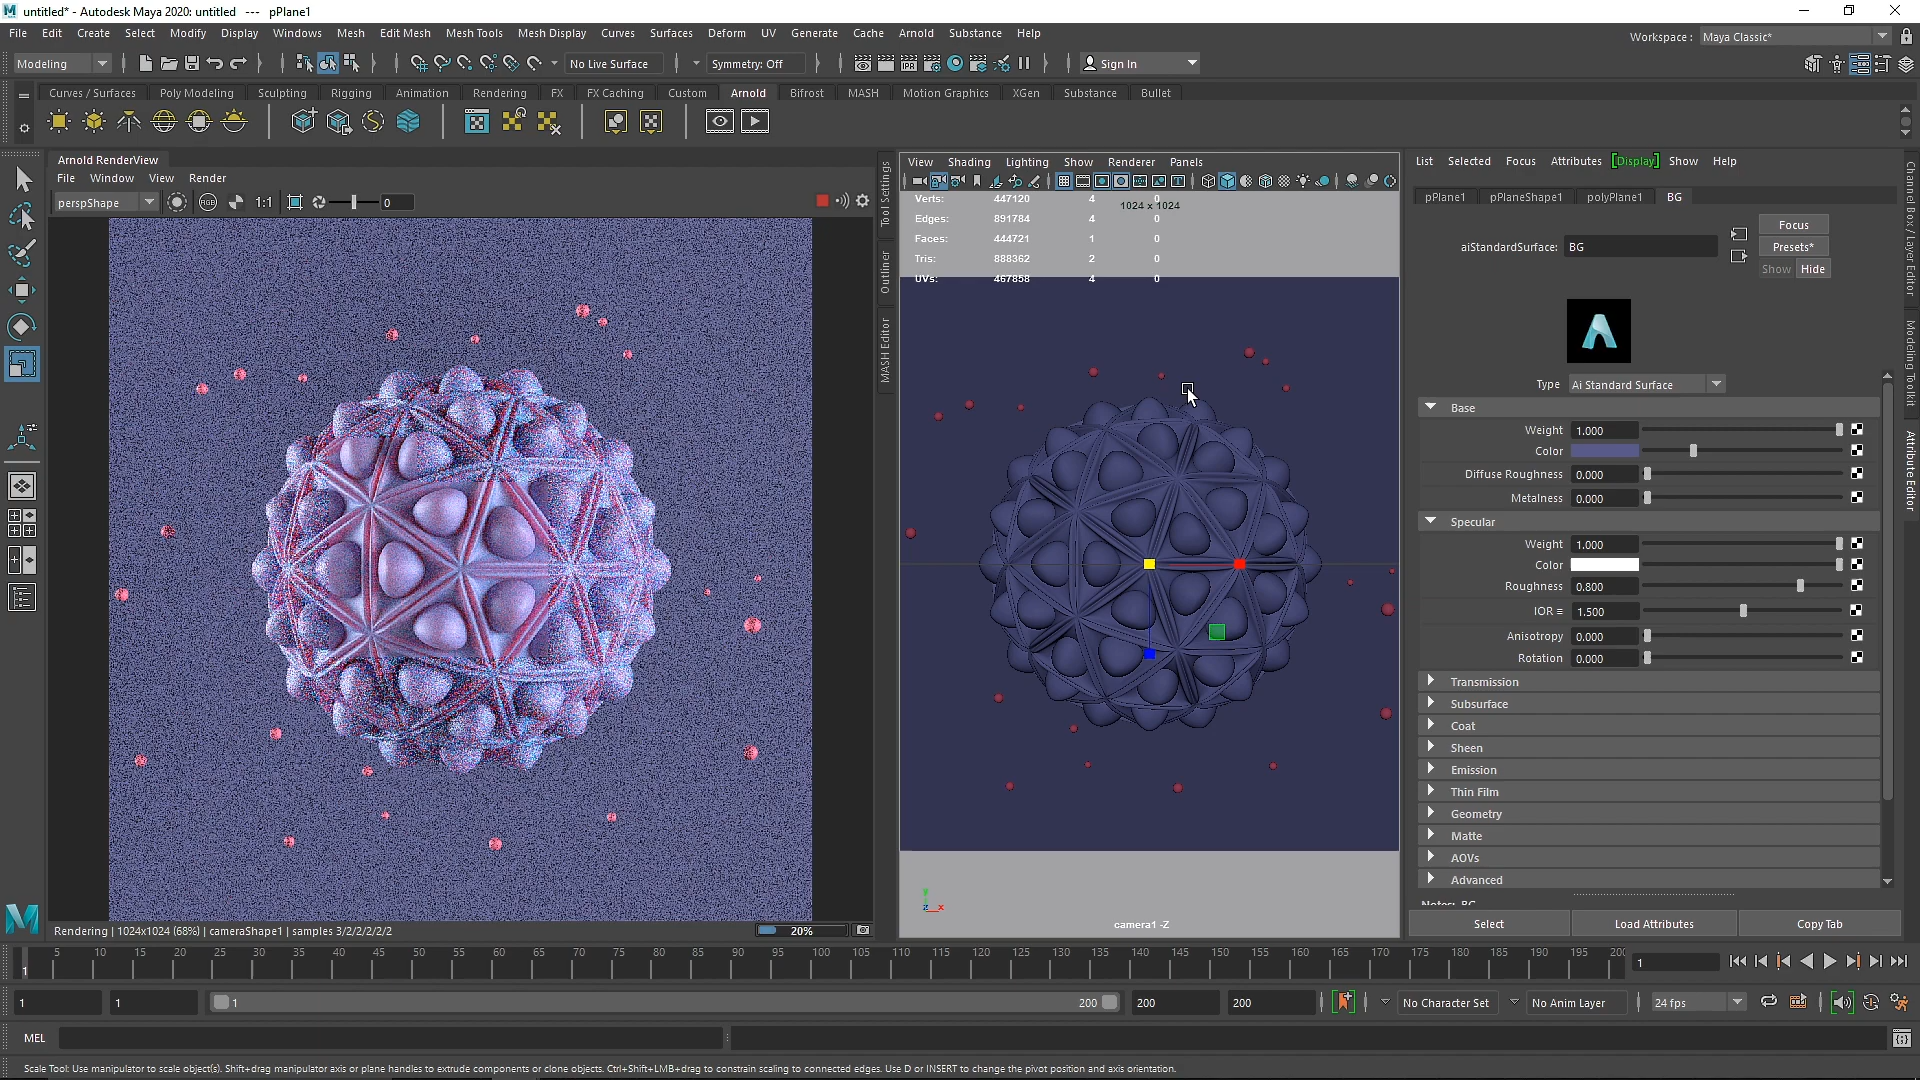 untitled* - Autodesk Maya 2020: untitled --- pPlane1
File Edit Create Select Modify Display Windows Mesh Edit Mesh Mesh Tools Mesh Display Curves Surfaces Deform UV Generate Cache Arnold Substance Help
Workspace : Maya Classic*
Modeling No Live Surface Symmetry: Off IPR Sign In
Curves / Surfaces Poly Modeling Sculpting Rigging Animation Rendering FX FX Caching Custom Arnold Bifrost MASH Motion Graphics XGen Substance Bullet
Arnold RenderView
File Window View Render
perspShape RGB 1:1 0
Tool Settings
Outliner
MASH Editor
View Shading Lighting Show Renderer Panels
Verts: 447120 4 0
1024 x 1024
Edges: 891784 4 0
Faces: 444721 1 0
Tris: 888362 2 0
UVs: 467858 4 0
camera1 -Z
List Selected Focus Attributes Display Show Help
pPlane1 pPlaneShape1 polyPlane1 BG
aiStandardSurface: BG
Focus
Presets*
Show Hide
Type Ai Standard Surface
Base
Weight 1.000
Color
Diffuse Roughness 0.000
Metalness 0.000
Specular
Weight 1.000
Color
Roughness 0.800
IOR = 1.500
Anisotropy 0.000
Rotation 0.000
Transmission
Subsurface
Coat
Sheen
Emission
Thin Film
Geometry
Matte
AOVs
Advanced
Notes: BG
Select Load Attributes Copy Tab
Channel Box / Layer Editor
Modeling Toolkit
Attribute Editor
Rendering | 1024x1024 (68%) | cameraShape1 | samples 3/2/2/2/2/2
20%
1 5 10 15 20 25 30 35 40 45 50 55 60 65 70 75 80 85 90 95 100 105 110 115 120 125 130 135 140 145 150 155 160 165 170 175 180 185 190 195 200
1
1 1 1 200 200 200 No Character Set No Anim Layer 24 fps
MEL
Scale Tool: Use manipulator to scale object(s). Shift+drag manipulator axis or plane handles to extrude components or clone objects. Ctrl+Shift+LMB+drag to constrain scaling to connected edges. Use D or INSERT to change the pivot position and axis orientation.